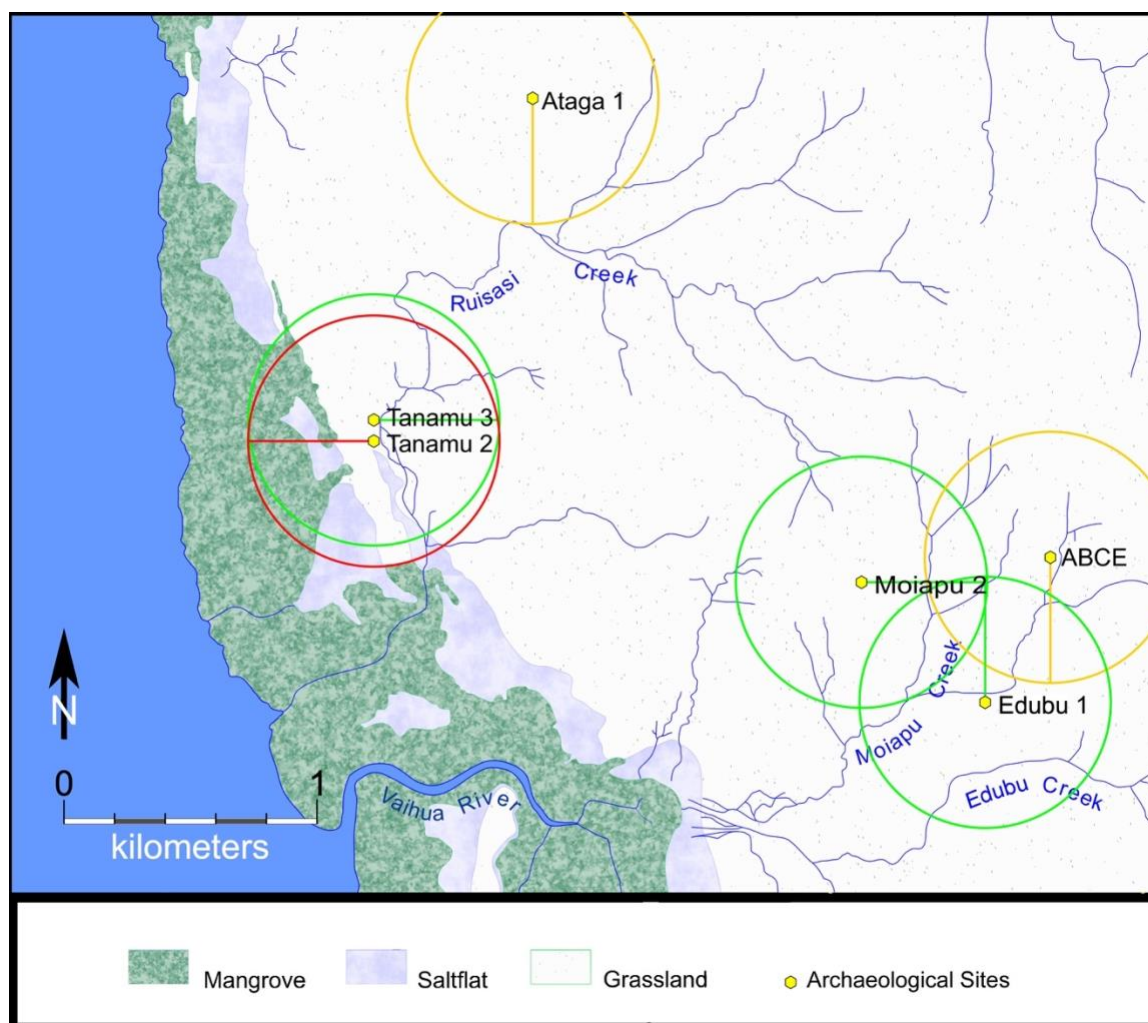 Ataga 1
Ruisasi Creek
Tanamu 3
Tanamu 2
ABCE
Moiapu 2
Edubu 1
Moiapu Creek
Edubu Creek
N
0 1
kilometers
Vaihua River
Mangrove Saltflat Grassland Archaeological Sites